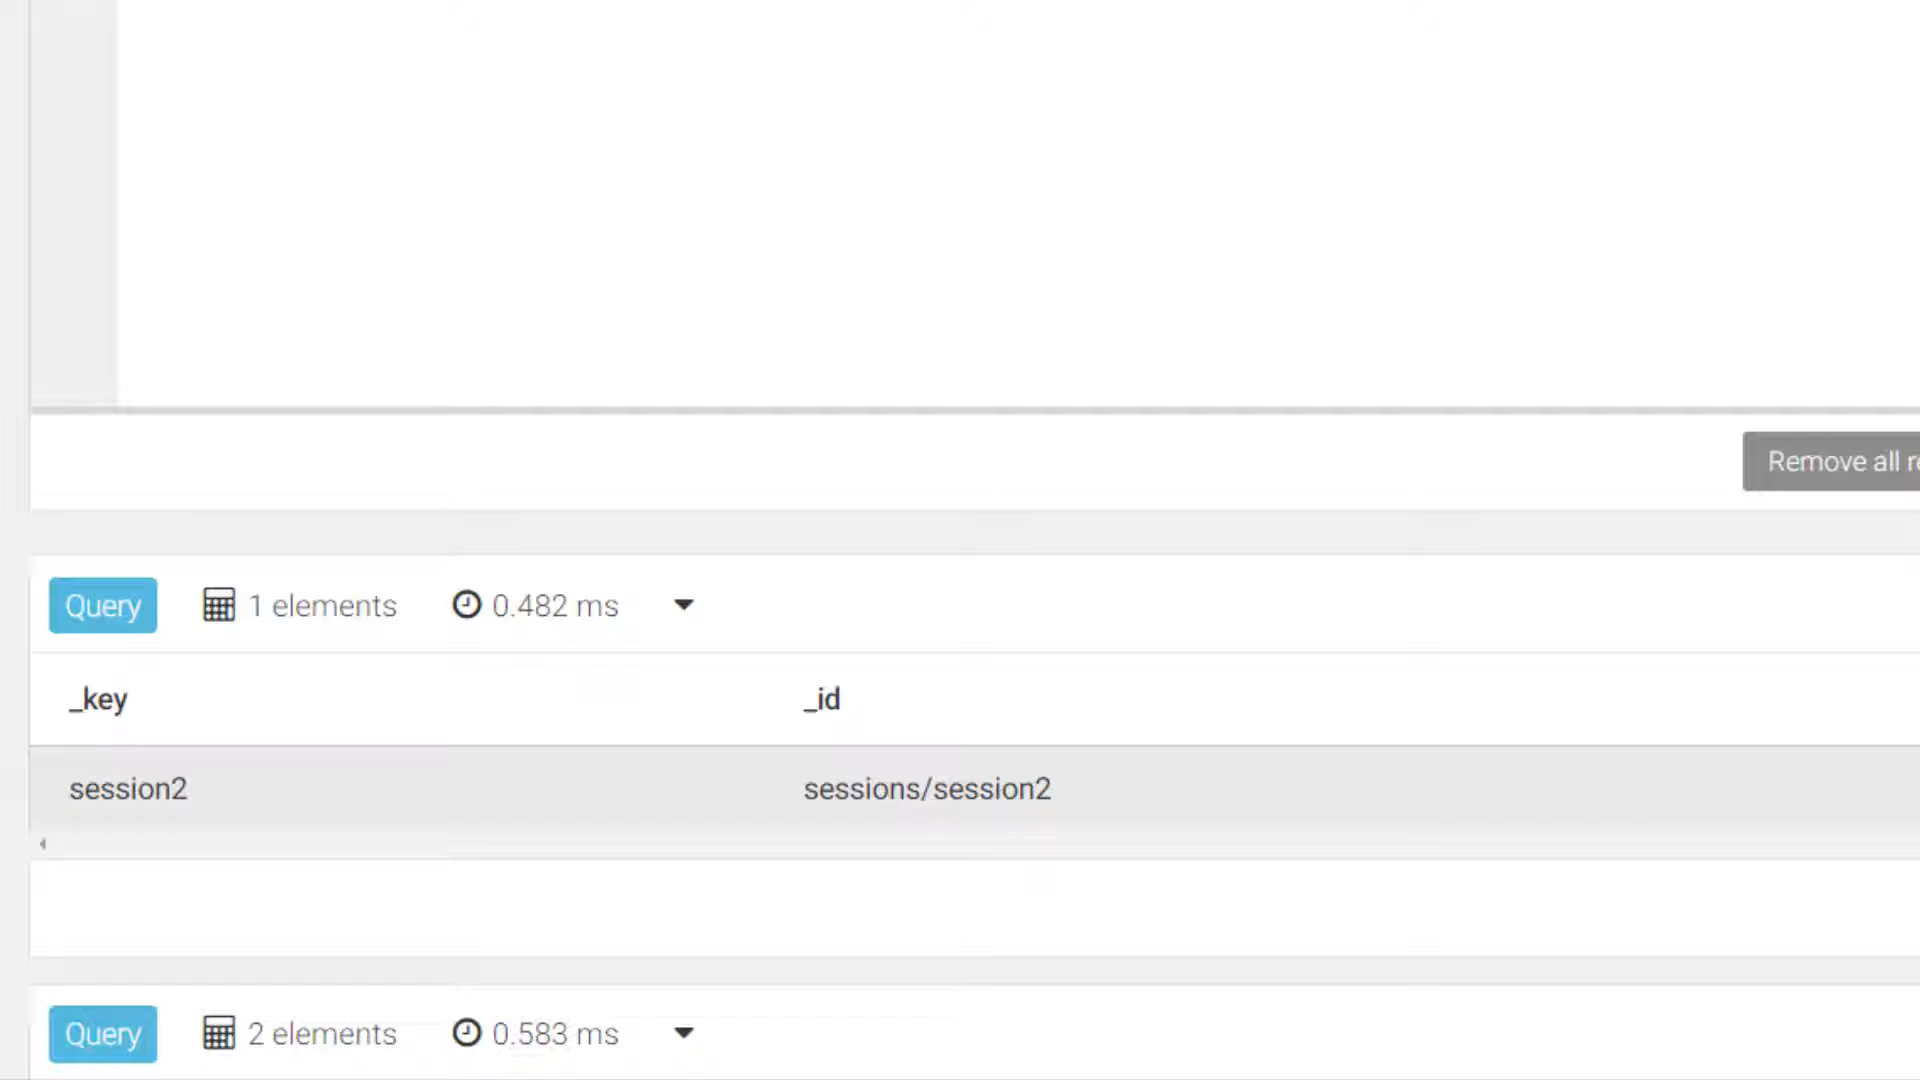 Remove all
Query 1 elements 0.482 ms
_key _id
session2 sessions/session2
Query 2 elements 0.583 ms